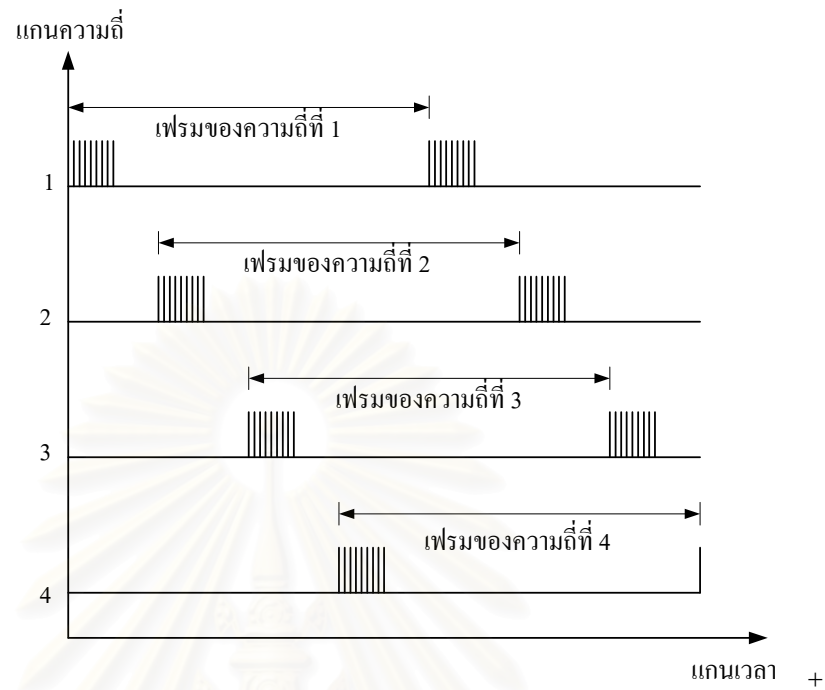 แกนความถี่
เฟรมของความถี่ที่ 1
1
เฟรมของความถี่ที่ 2
2
เฟรมของความถี่ที่ 3
3
เฟรมของความถี่ที่ 4
4
แกนเวลา
+